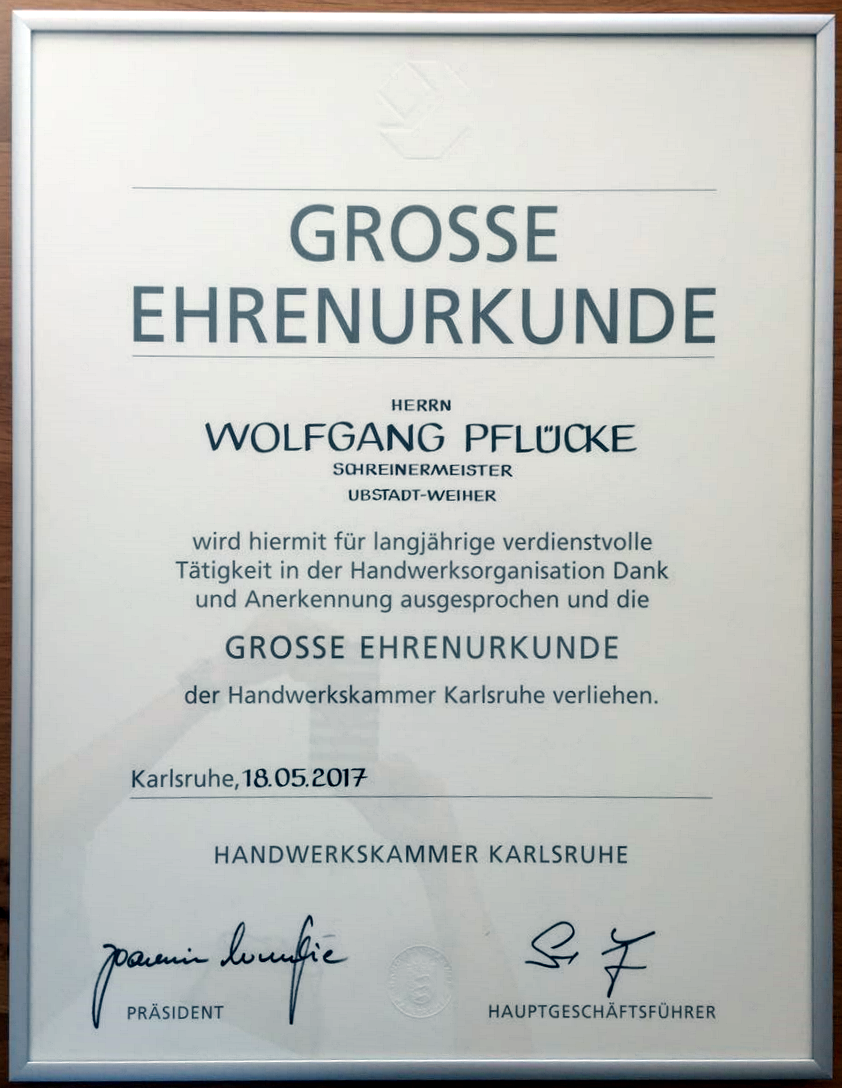 GROSSE
EHRENURKUNDE
HERRN
WOLFGANG PFLÜCKE
SCHREINERMEISTER
UBSTADT-WEIHER
wird hiermit für langjährige verdienstvolle
Tätigkeit in der Handwerksorganisation Dank
und Anerkennung ausgesprochen und die
GROSSE EHRENURKUNDE
der Handwerkskammer Karlsruhe verliehen.
Karlsruhe, 18.05.2017
HANDWERKSKAMMER KARLSRUHE
PRÄSIDENT
HAUPTGESCHÄFTSFÜHRER